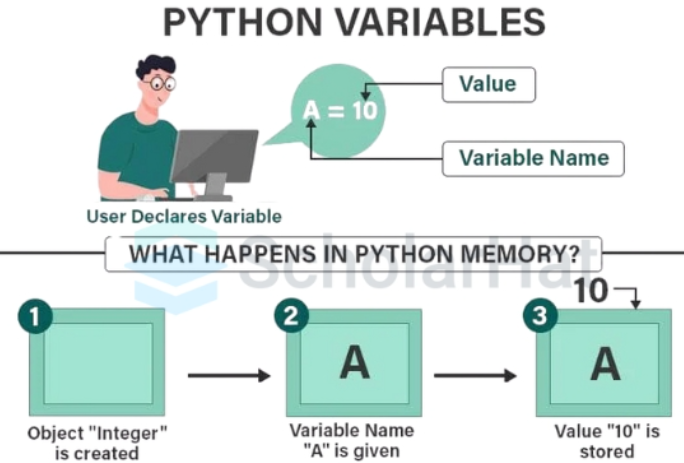 PYTHON VARIABLES
A = 10
Value
Variable Name
User Declares Variable
WHAT HAPPENS IN PYTHON MEMORY?
ScholarHat
10
1
2
3
A
A
Object "Integer"
is created
Variable Name
"A" is given
Value "10" is
stored